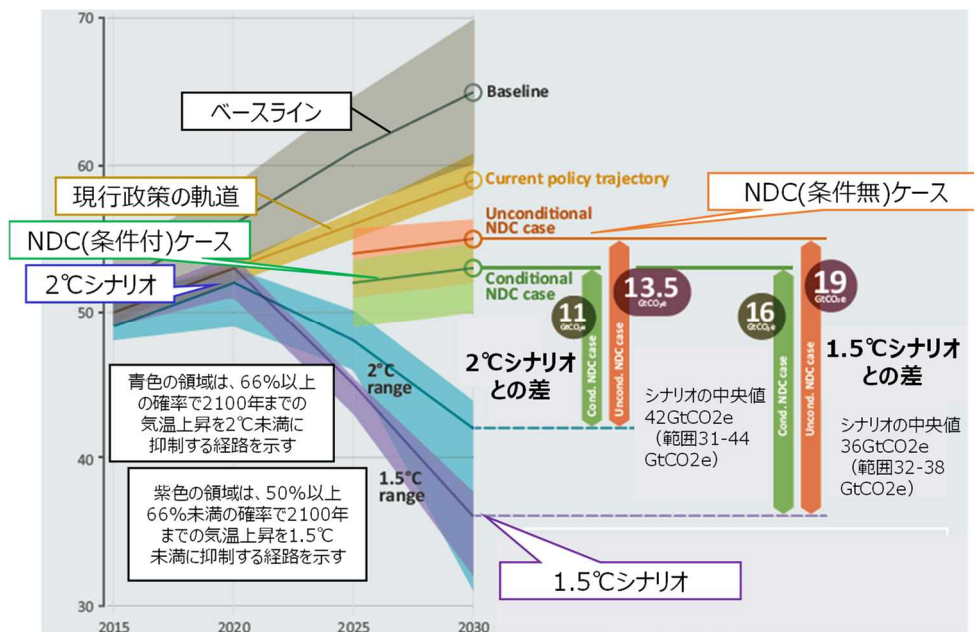 70
60
50
40
30
2015
2020
2025
2030
ベースライン
Baseline
現行政策の軌道
Current policy trajectory
NDC(条件無)ケース
Unconditional
NDC case
NDC(条件付)ケース
Conditional
NDC case
2℃シナリオ
11
GtCO₂e
13.5
GtCO₂e
16
GtCO₂e
19
GtCO₂e
Cond. NDC case
Uncond. NDC case
Cond. NDC case
Uncond. NDC case
2℃シナリオ
との差
シナリオの中央値
42GtCO2e
(範囲31-44
GtCO2e)
1.5℃シナリオ
との差
シナリオの中央値
36GtCO2e
(範囲32-38
GtCO2e)
2°C
range
1.5°C
range
青色の領域は、66%以上
の確率で2100年までの
気温上昇を2℃未満に
抑制する経路を示す
紫色の領域は、50%以上
66%未満の確率で2100年
までの気温上昇を1.5℃
未満に抑制する経路を示す
1.5℃シナリオ